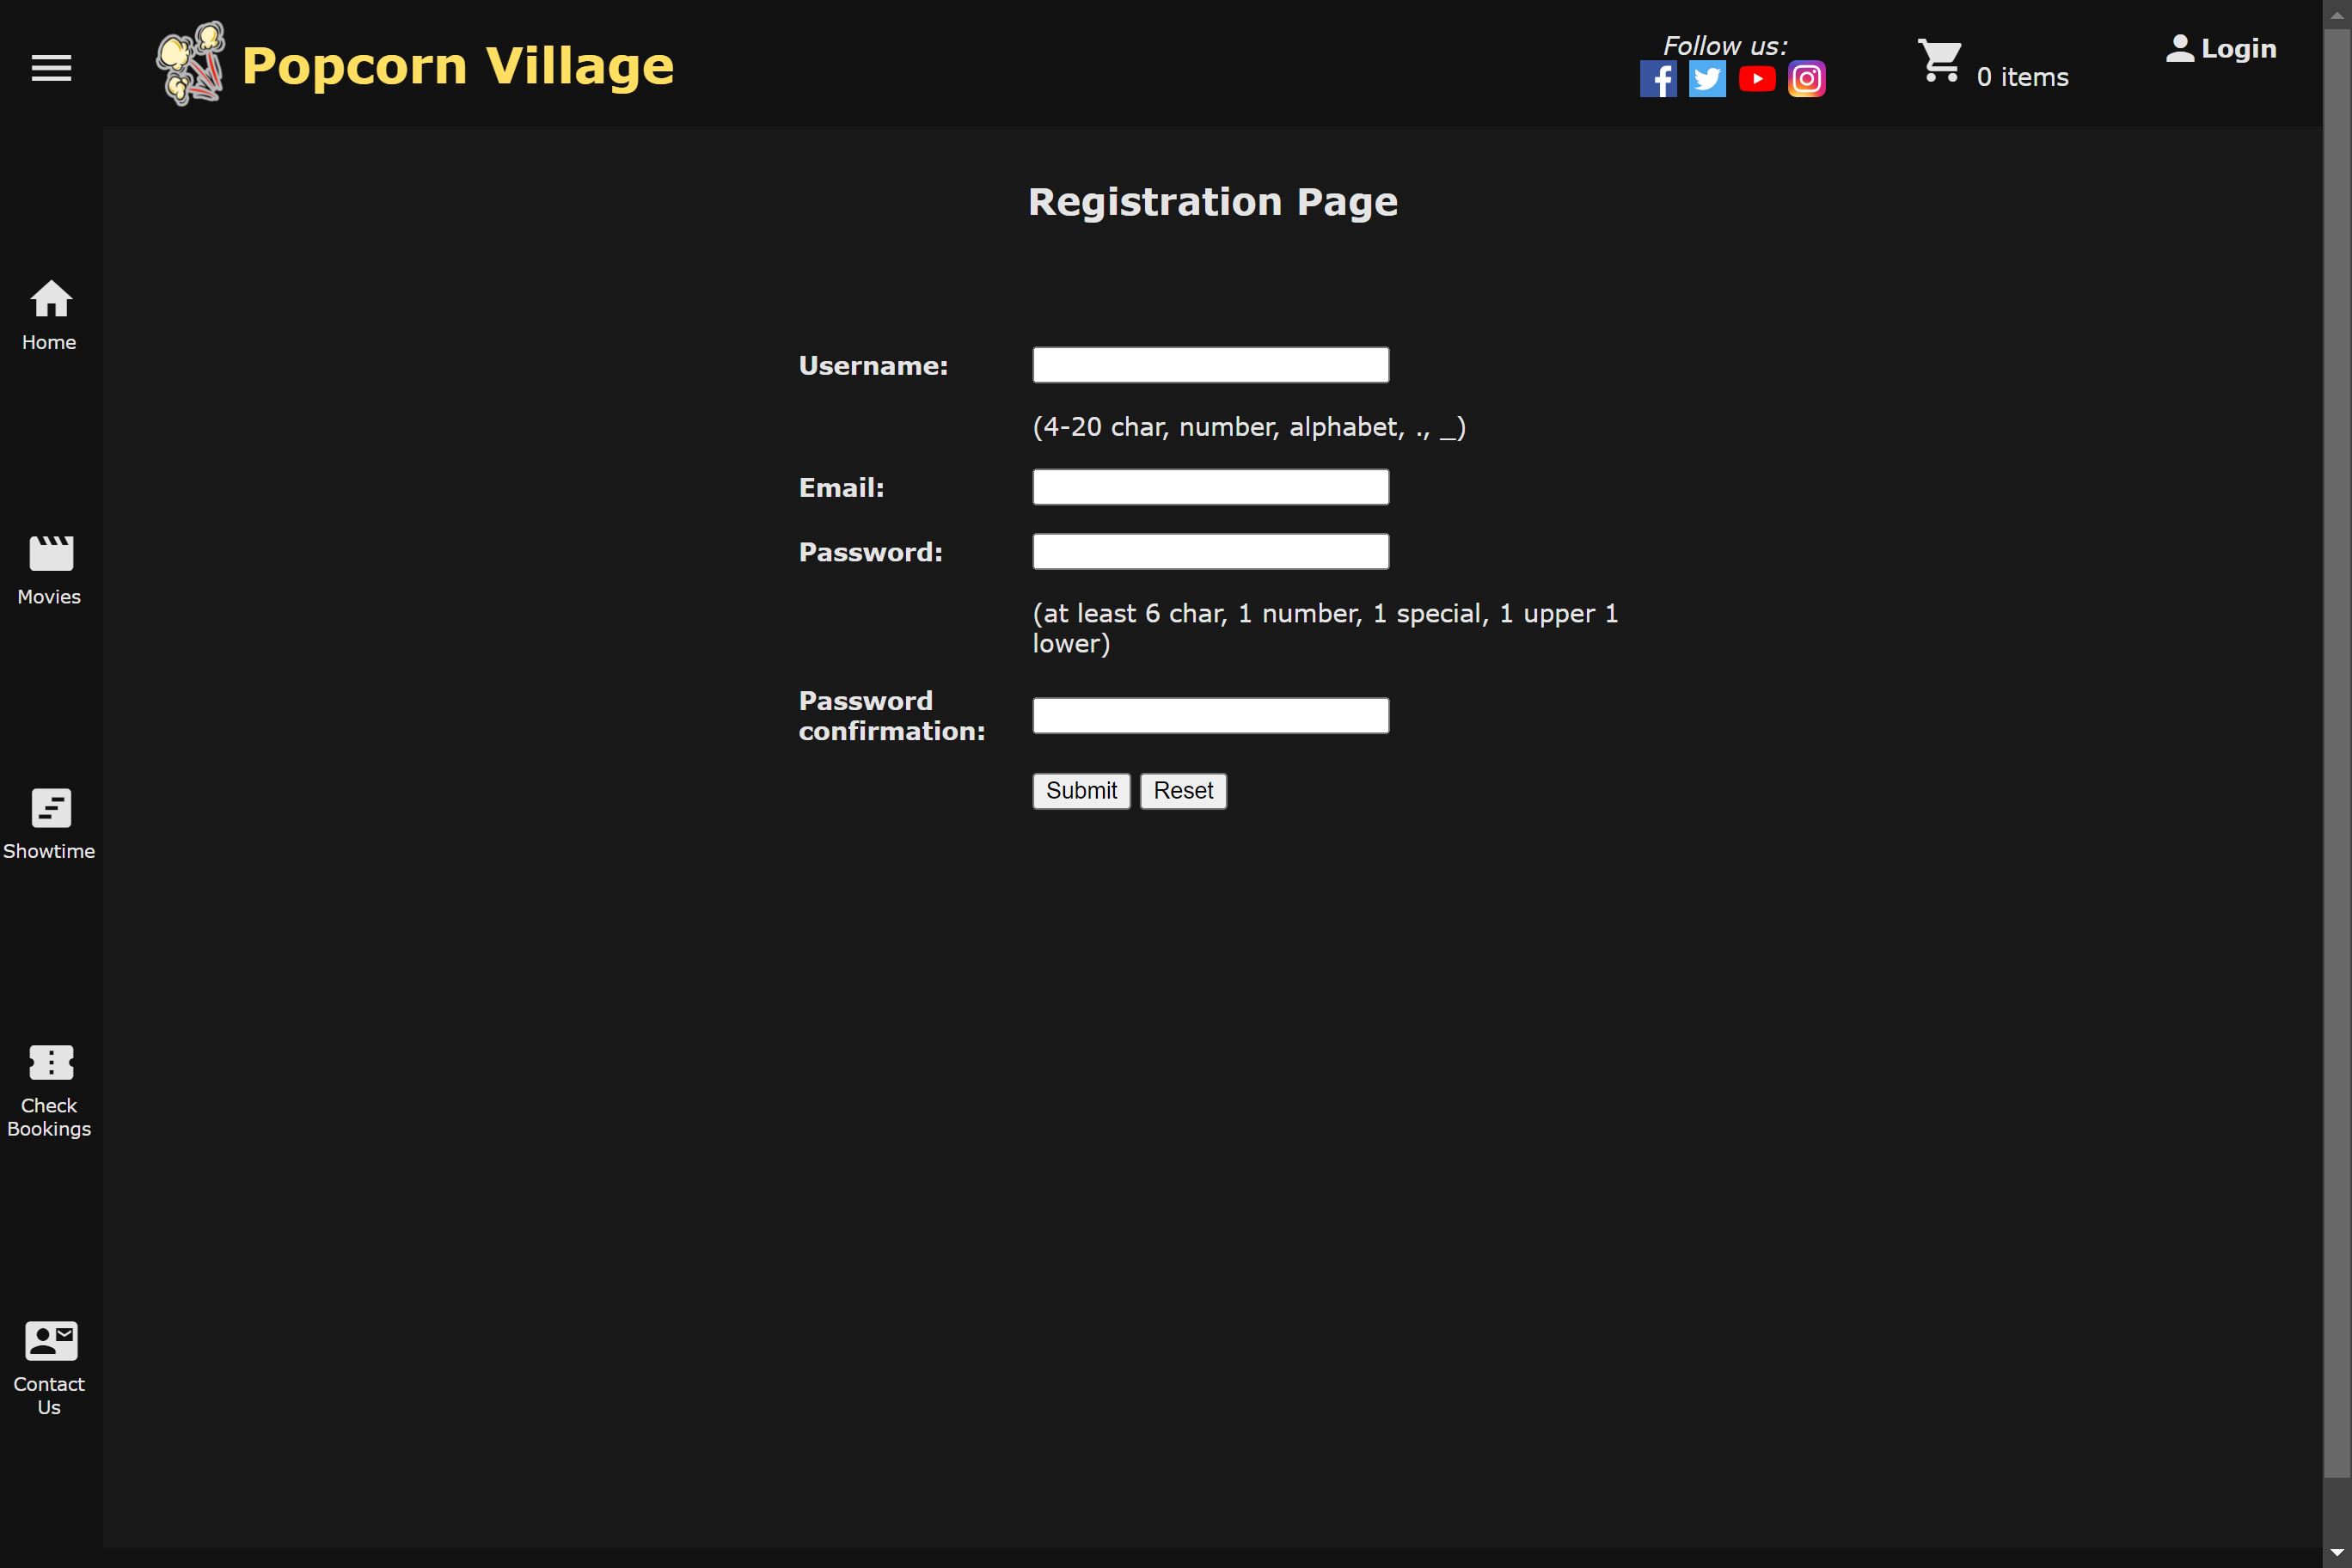 Popcorn Village
Follow us:
0 items
Login
Registration Page
Home
Movies
Showtime
Check
Bookings
Contact
Us
Username:
(4-20 char, number, alphabet, ., _)
Email:
Password:
(at least 6 char, 1 number, 1 special, 1 upper 1
lower)
Password
confirmation:
Submit Reset